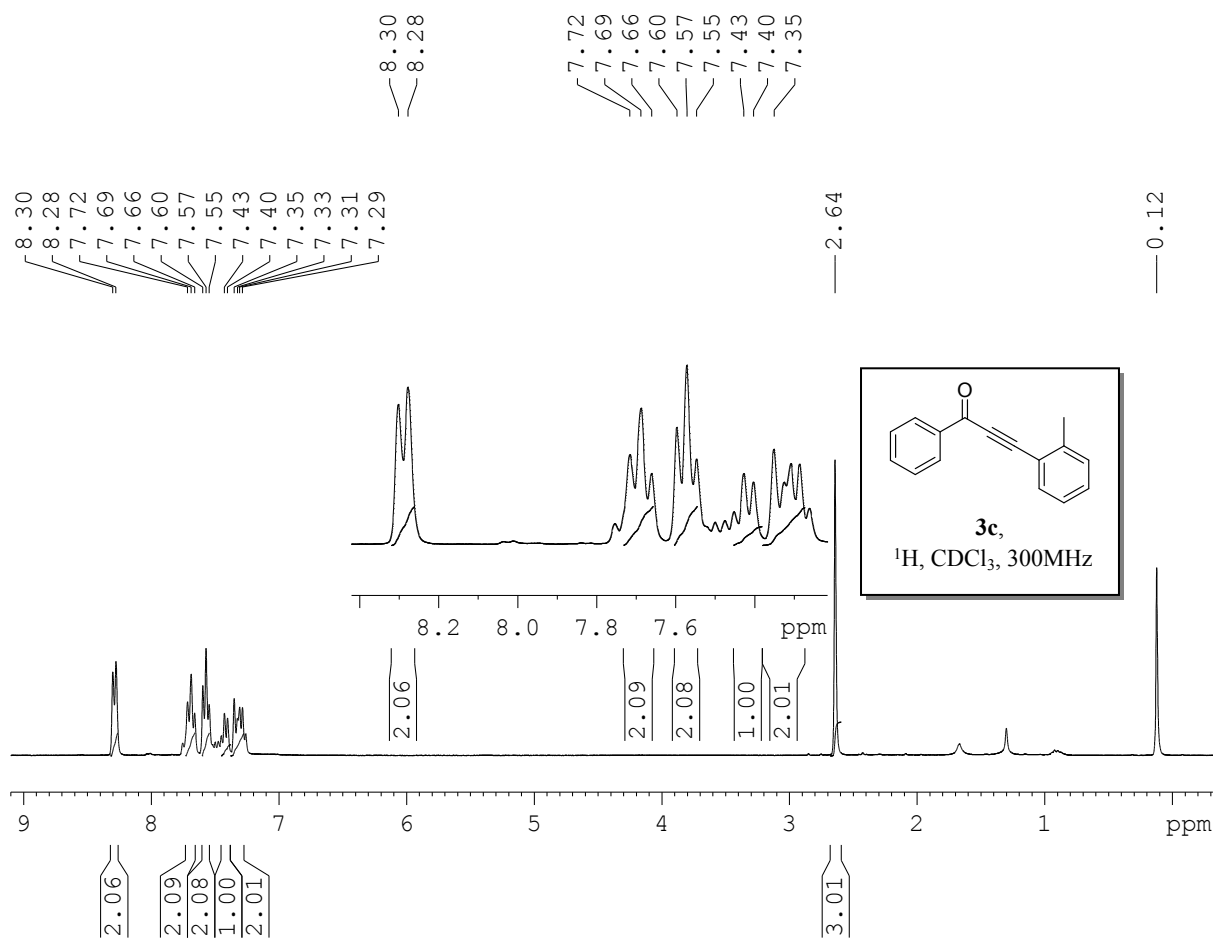 8.30 8.28 7.72 7.69 7.66 7.60 7.57 7.55 7.43 7.40 7.35
8.30 8.28 7.72 7.69 7.66 7.60 7.57 7.55 7.43 7.40 7.35 7.33 7.31 7.29 2.64 0.12
O
3c,
¹H, CDCl₃, 300MHz
8.2 8.0 7.8 7.6 ppm
2.06 2.09 2.08 1.00 2.01
9 8 7 6 5 4 3 2 1 ppm
2.06 2.09 2.08 1.00 2.01 3.01